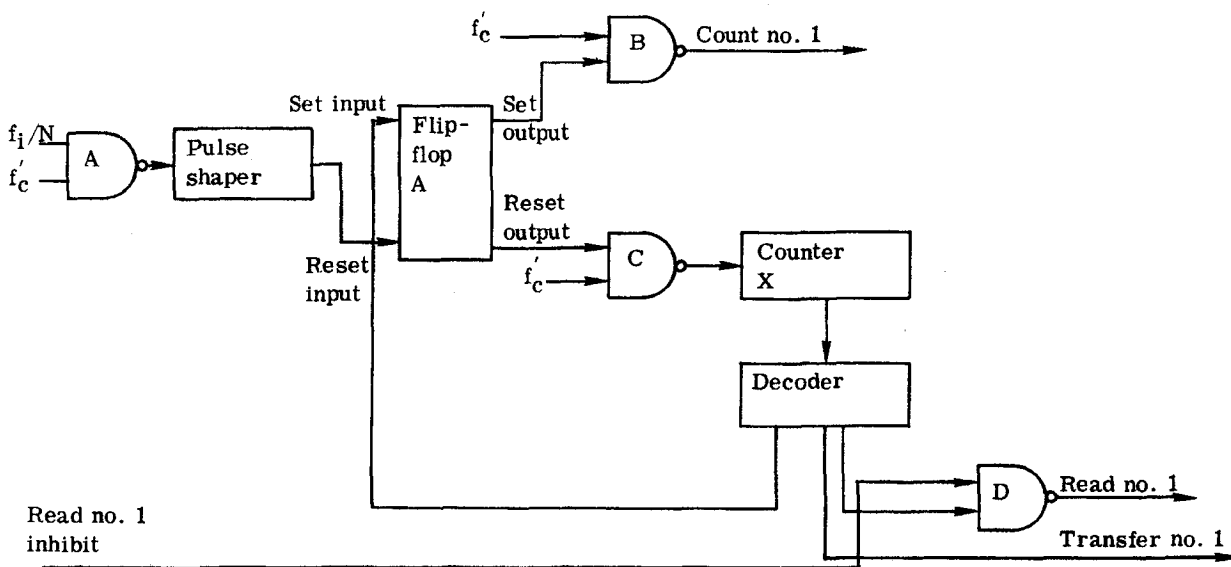 f'c
B
Count no. 1
Set input
Set
output
Flip-
flop
A
fi/N
A
f'c
Pulse
shaper
Reset
output
Reset
input
C
f'c
Counter
X
Decoder
D
Read no. 1
Read no. 1
inhibit
Transfer no. 1